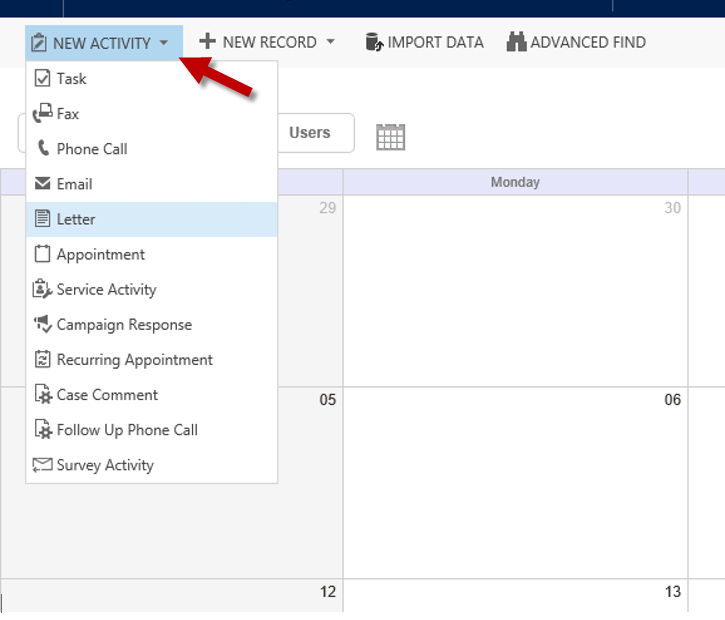 NEW ACTIVITY NEW RECORD IMPORT DATA ADVANCED FIND
Task
Fax
Phone Call
Email
Letter
Appointment
Service Activity
Campaign Response
Recurring Appointment
Case Comment
Follow Up Phone Call
Survey Activity
Users
Monday
29 30
05 06
12 13